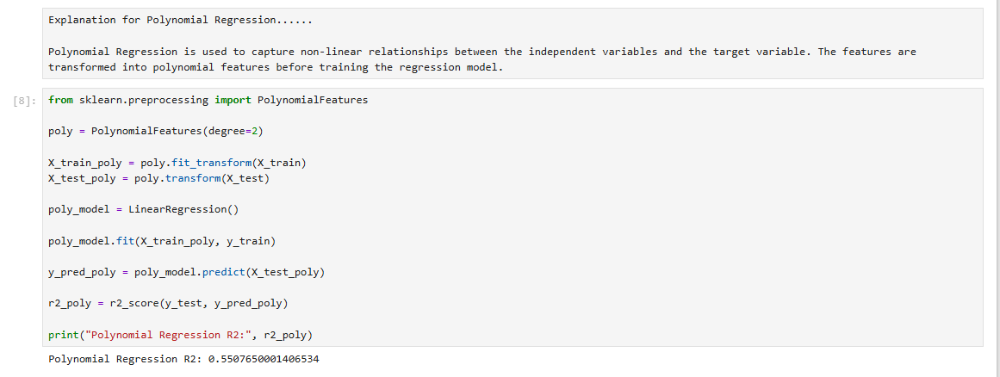 Explanation for Polynomial Regression......
Polynomial Regression is used to capture non-linear relationships between the independent variables and the target variable. The features are
transformed into polynomial features before training the regression model.
[8]:
from sklearn.preprocessing import PolynomialFeatures
poly = PolynomialFeatures(degree=2)
X_train_poly = poly.fit_transform(X_train)
X_test_poly = poly.transform(X_test)
poly_model = LinearRegression()
poly_model.fit(X_train_poly, y_train)
y_pred_poly = poly_model.predict(X_test_poly)
r2_poly = r2_score(y_test, y_pred_poly)
print("Polynomial Regression R2:", r2_poly)
Polynomial Regression R2: 0.5507650001406534